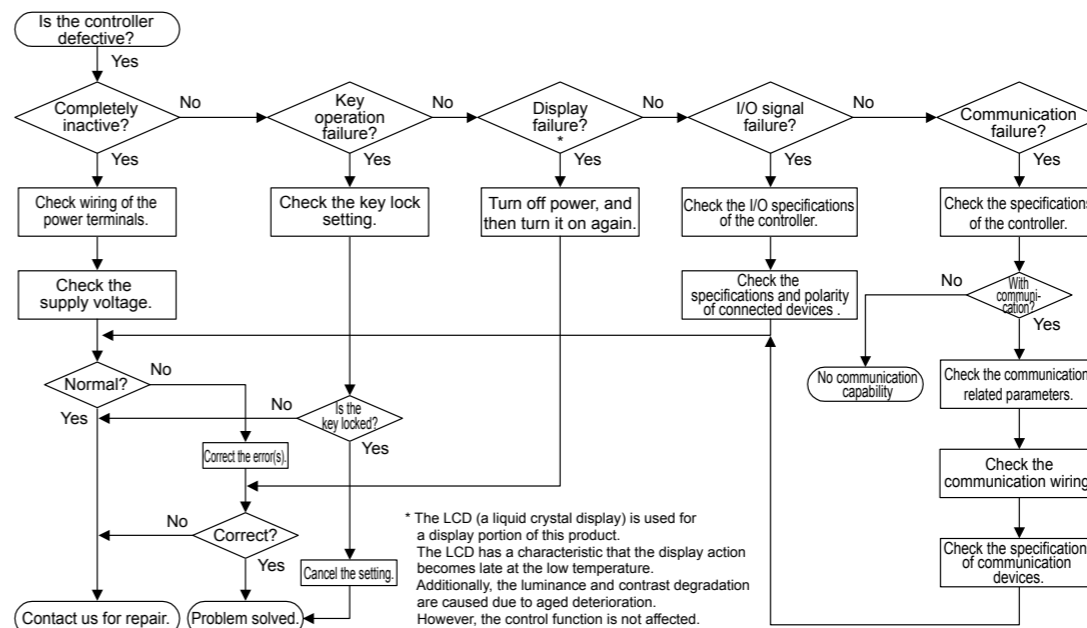 Is the controller
defective?
Yes
Completely
inactive?
No
Key
operation
failure?
No
Display
failure?
*
No
I/O signal
failure?
No
Communication
failure?
Yes
Yes
Yes
Yes
Yes
Check wiring of the
power terminals.
Check the key lock
setting.
Turn off power, and
then turn it on again.
Check the I/O specifications
of the controller.
Check the specifications
of the controller.
Check the
supply voltage.
Check the
specifications and polarity
of connected devices .
No
With
communi-
cation?
Yes
Normal?
No
Yes
No
Is the
key locked?
Yes
No communication
capability
Check the communication
related parameters.
Correct the error(s).
Check the
communication wiring.
No
Correct?
Yes
Cancel the setting.
Check the specifications
of communication
devices.
Contact us for repair.
Problem solved.
* The LCD (a liquid crystal display) is used for
a display portion of this product.
The LCD has a characteristic that the display action
becomes late at the low temperature.
Additionally, the luminance and contrast degradation
are caused due to aged deterioration.
However, the control function is not affected.